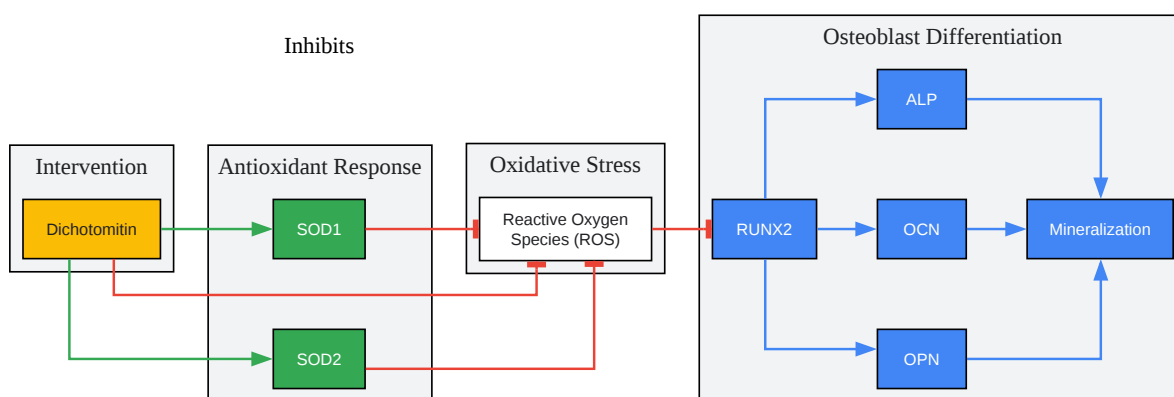 Inhibits
Osteoblast Differentiation
ALP
Intervention
Antioxidant Response
Oxidative Stress
Dichotomitin
SOD1
Reactive Oxygen
Species (ROS)
RUNX2
OCN
Mineralization
SOD2
OPN